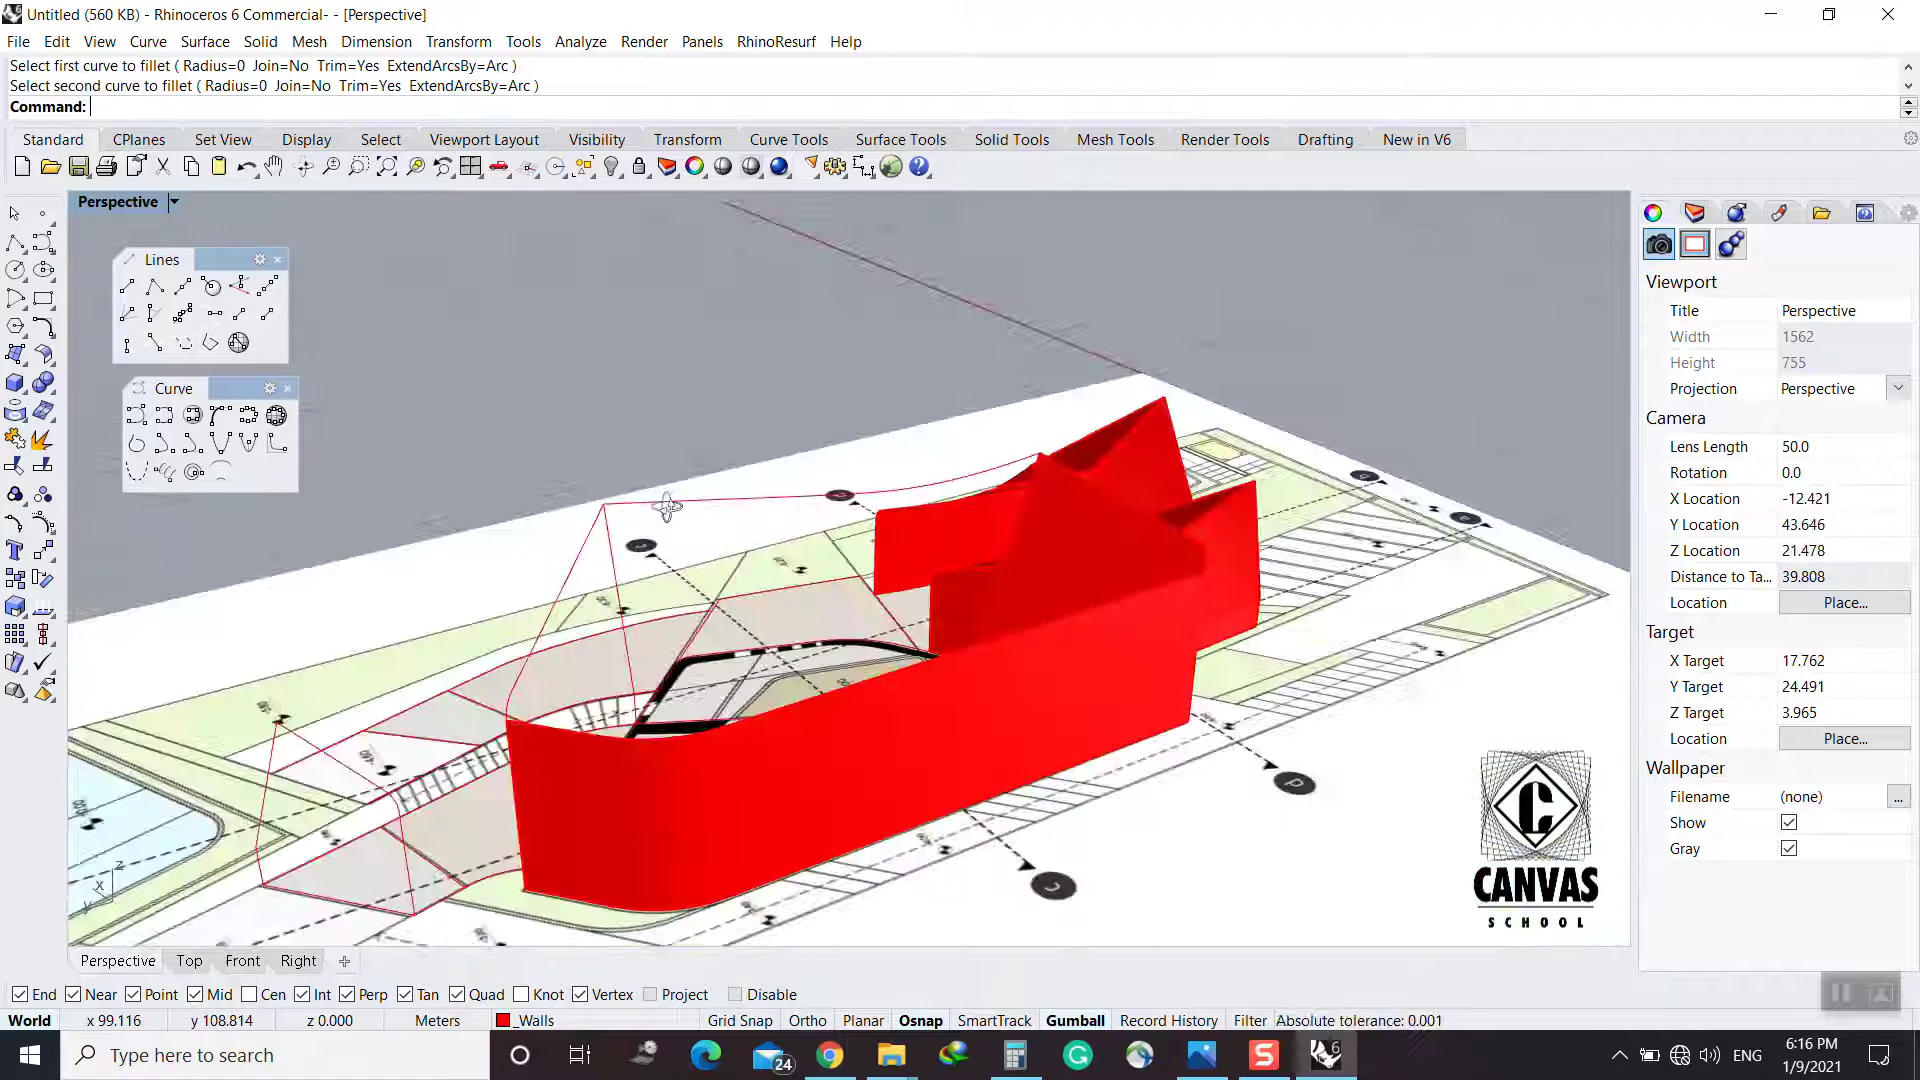 Untitled (560 KB) - Rhinoceros 6 Commercial- - [Perspective]
File Edit View Curve Surface Solid Mesh Dimension Transform Tools Analyze Render Panels RhinoResurf Help
Select first curve to fillet ( Radius=0 Join=No Trim=Yes ExtendArcsBy=Arc )
Select second curve to fillet ( Radius=0 Join=No Trim=Yes ExtendArcsBy=Arc )
Command:
Standard CPlanes Set View Display Select Viewport Layout Visibility Transform Curve Tools Surface Tools Solid Tools Mesh Tools Render Tools Drafting New in V6
Perspective
Lines
Curve
Viewport
Title Perspective
Width 1562
Height 755
Projection Perspective
Camera
Lens Length 50.0
Rotation 0.0
X Location -12.421
Y Location 43.646
Z Location 21.478
Distance to Ta... 39.808
Location Place...
Target
X Target 17.762
Y Target 24.491
Z Target 3.965
Location Place...
Wallpaper
Filename (none) ...
Show
Gray
z
x
y
CANVAS
SCHOOL
Perspective Top Front Right
End Near Point Mid Cen Int Perp Tan Quad Knot Vertex Project Disable
World x 99.116 y 108.814 z 0.000 Meters _Walls Grid Snap Ortho Planar Osnap SmartTrack Gumball Record History Filter Absolute tolerance: 0.001
Type here to search
24
ENG
6:16 PM
1/9/2021